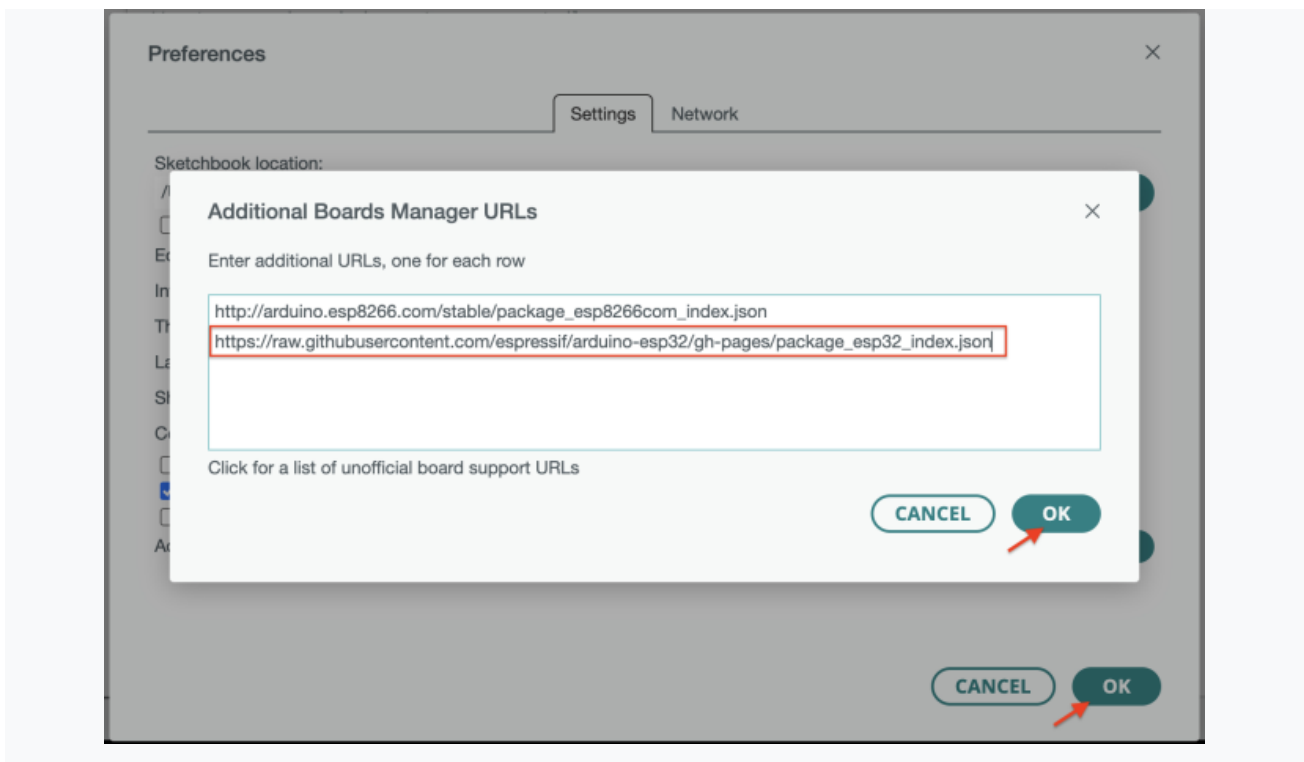 Preferences
Settings Network
Sketchbook location:
Additional Boards Manager URLs
Enter additional URLs, one for each row
http://arduino.esp8266.com/stable/package_esp8266com_index.json
https://raw.githubusercontent.com/espressif/arduino-esp32/gh-pages/package_esp32_index.json
Click for a list of unofficial board support URLs
CANCEL OK
CANCEL OK